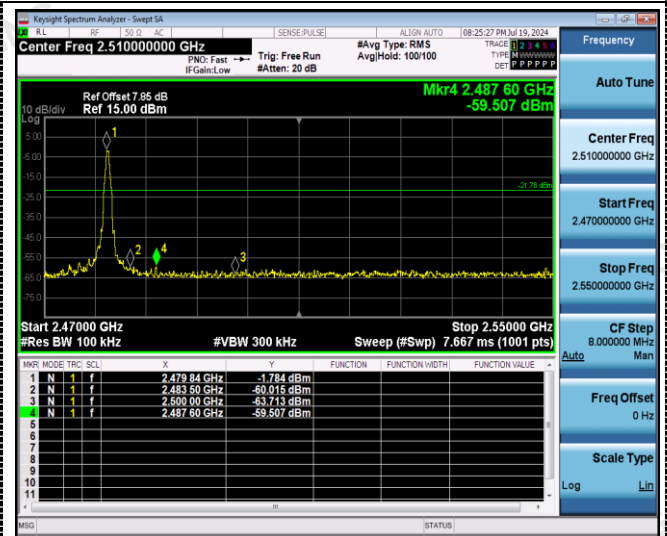 Keysight Spectrum Analyzer - Swept SA
RL RF 50 Ω AC SENSE:PULSE ALIGN AUTO 08:25:27 PM Jul 19, 2024
Center Freq 2.510000000 GHz
PNO: Fast
IFGain:Low
Trig: Free Run
#Atten: 20 dB
#Avg Type: RMS
Avg|Hold: 100/100
TRACE 1 2 3 4 5 6
TYPE M W W W W W
DET P P P P P P
Frequency
Auto Tune
Center Freq
2.510000000 GHz
Start Freq
2.470000000 GHz
Stop Freq
2.550000000 GHz
CF Step
8.000000 MHz
Auto Man
Freq Offset
0 Hz
Scale Type
Log Lin
Mkr4 2.487 60 GHz
-59.507 dBm
Ref Offset 7.85 dB
10 dB/div Ref 15.00 dBm
Log
5.00
-5.00
-15.0
-25.0
-35.0
-45.0
-55.0
-65.0
-75.0
1
2
4
3
-21.78 dBm
Start 2.47000 GHz Stop 2.55000 GHz
#Res BW 100 kHz #VBW 300 kHz Sweep (#Swp) 7.667 ms (1001 pts)
MKR MODE TRC SCL X Y FUNCTION FUNCTION WIDTH FUNCTION VALUE
1 N 1 f 2.479 84 GHz -1.784 dBm
2 N 1 f 2.483 50 GHz -60.015 dBm
3 N 1 f 2.500 00 GHz -63.713 dBm
4 N 1 f 2.487 60 GHz -59.507 dBm
5
6
7
8
9
10
11
MSG STATUS